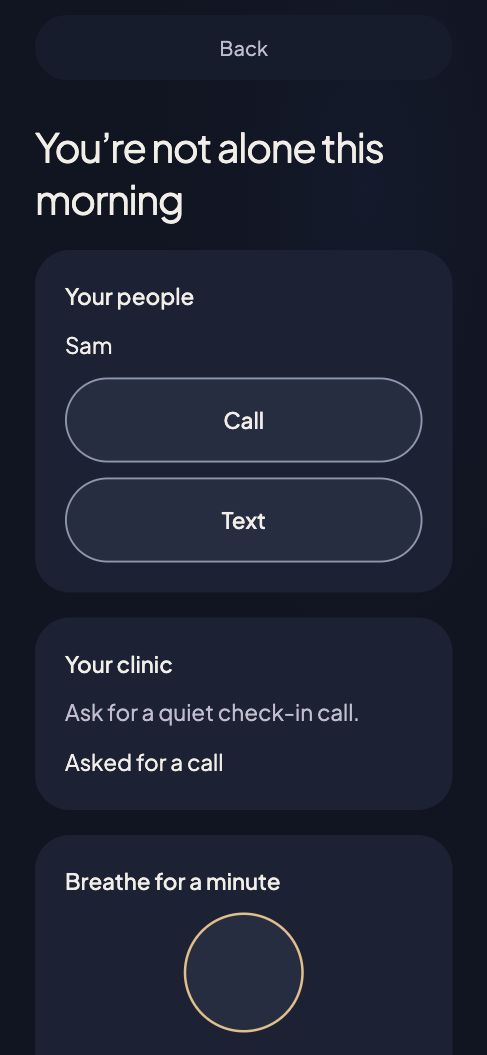 Back
You’re not alone this
morning
Your people
Sam
Call
Text
Your clinic
Ask for a quiet check-in call.
Asked for a call
Breathe for a minute